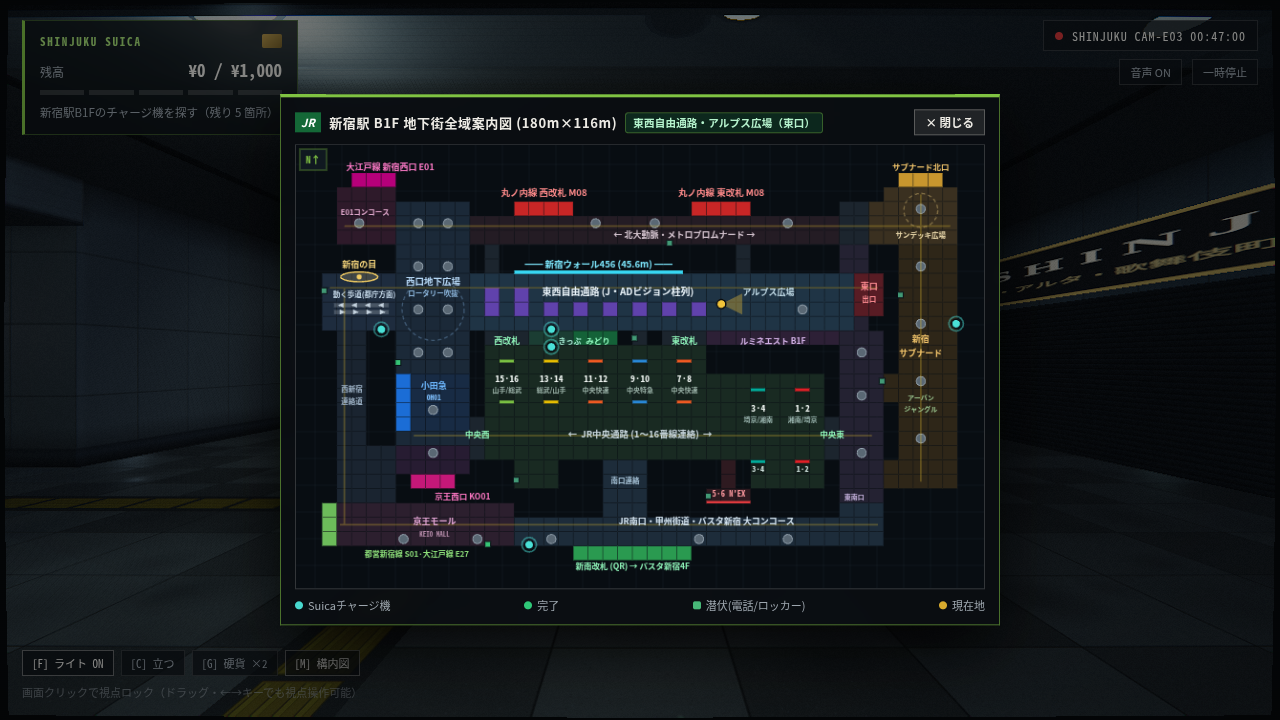 SHINJUKU SUICA
残高 ¥0 / ¥1,000
新宿駅B1Fのチャージ機を探す（残り5箇所）
SHINJUKU CAM-E03 00:47:00
音声 ON
一時停止
JR 新宿駅 B1F 地下街全域案内図 (180m×116m)
東西自由通路・アルプス広場（東口）
× 閉じる
N↑
大江戸線 新宿西口 E01
サブナード北口
丸ノ内線 西改札 M08
丸ノ内線 東改札 M08
E01コンコース
← 北大動脈・メトロプロムナード →
サンデッキ広場
新宿の目
新宿ウォール456 (45.6m)
西口地下広場
ロータリー吹抜
動く歩道(都庁方面)
東西自由通路 (J・ADビジョン柱列)
アルプス広場
東口
出口
西改札
きっぷ みどり
東改札
ルミネエスト B1F
新宿
サブナード
15·16
山手/総武
13·14
総武/山手
11·12
中央快速
9·10
中央特急
7·8
中央快速
小田急
OH01
西新宿
連絡道
3·4
埼京/湘南
1·2
湘南/埼京
アーバン
ジャングル
中央西
← JR中央通路 (1〜16番線連絡) →
中央東
3·4
1·2
南口連絡
5·6 N'EX
京王西口 KO01
東南口
京王モール
KEIO MALL
JR南口・甲州街道・バスタ新宿 大コンコース
都営新宿線 S01·大江戸線 E27
新南改札 (QR) → バスタ新宿4F
Suicaチャージ機
完了
潜伏(電話/ロッカー)
現在地
SHINJ
アルタ・歌舞伎町
[F] ライト ON
[C] 立つ
[G] 硬貨 ×2
[M] 構内図
画面クリックで視点ロック（ドラッグ・←→キーでも視点操作可能）